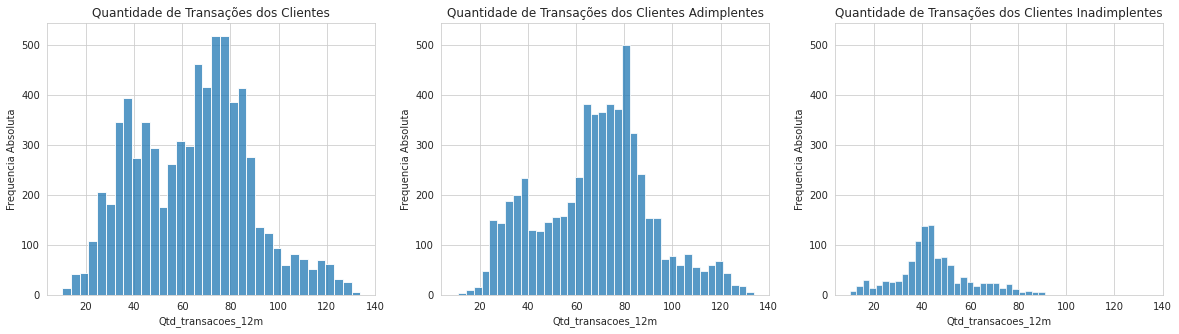 Quantidade de Transações dos Clientes
500
400
300
200
100
0
Frequencia Absoluta
20 40 60 80 100 120 140
Qtd_transacoes_12m
Quantidade de Transações dos Clientes Adimplentes
500
400
300
200
100
0
Frequencia Absoluta
20 40 60 80 100 120 140
Qtd_transacoes_12m
Quantidade de Transações dos Clientes Inadimplentes
500
400
300
200
100
0
Frequencia Absoluta
20 40 60 80 100 120 140
Qtd_transacoes_12m